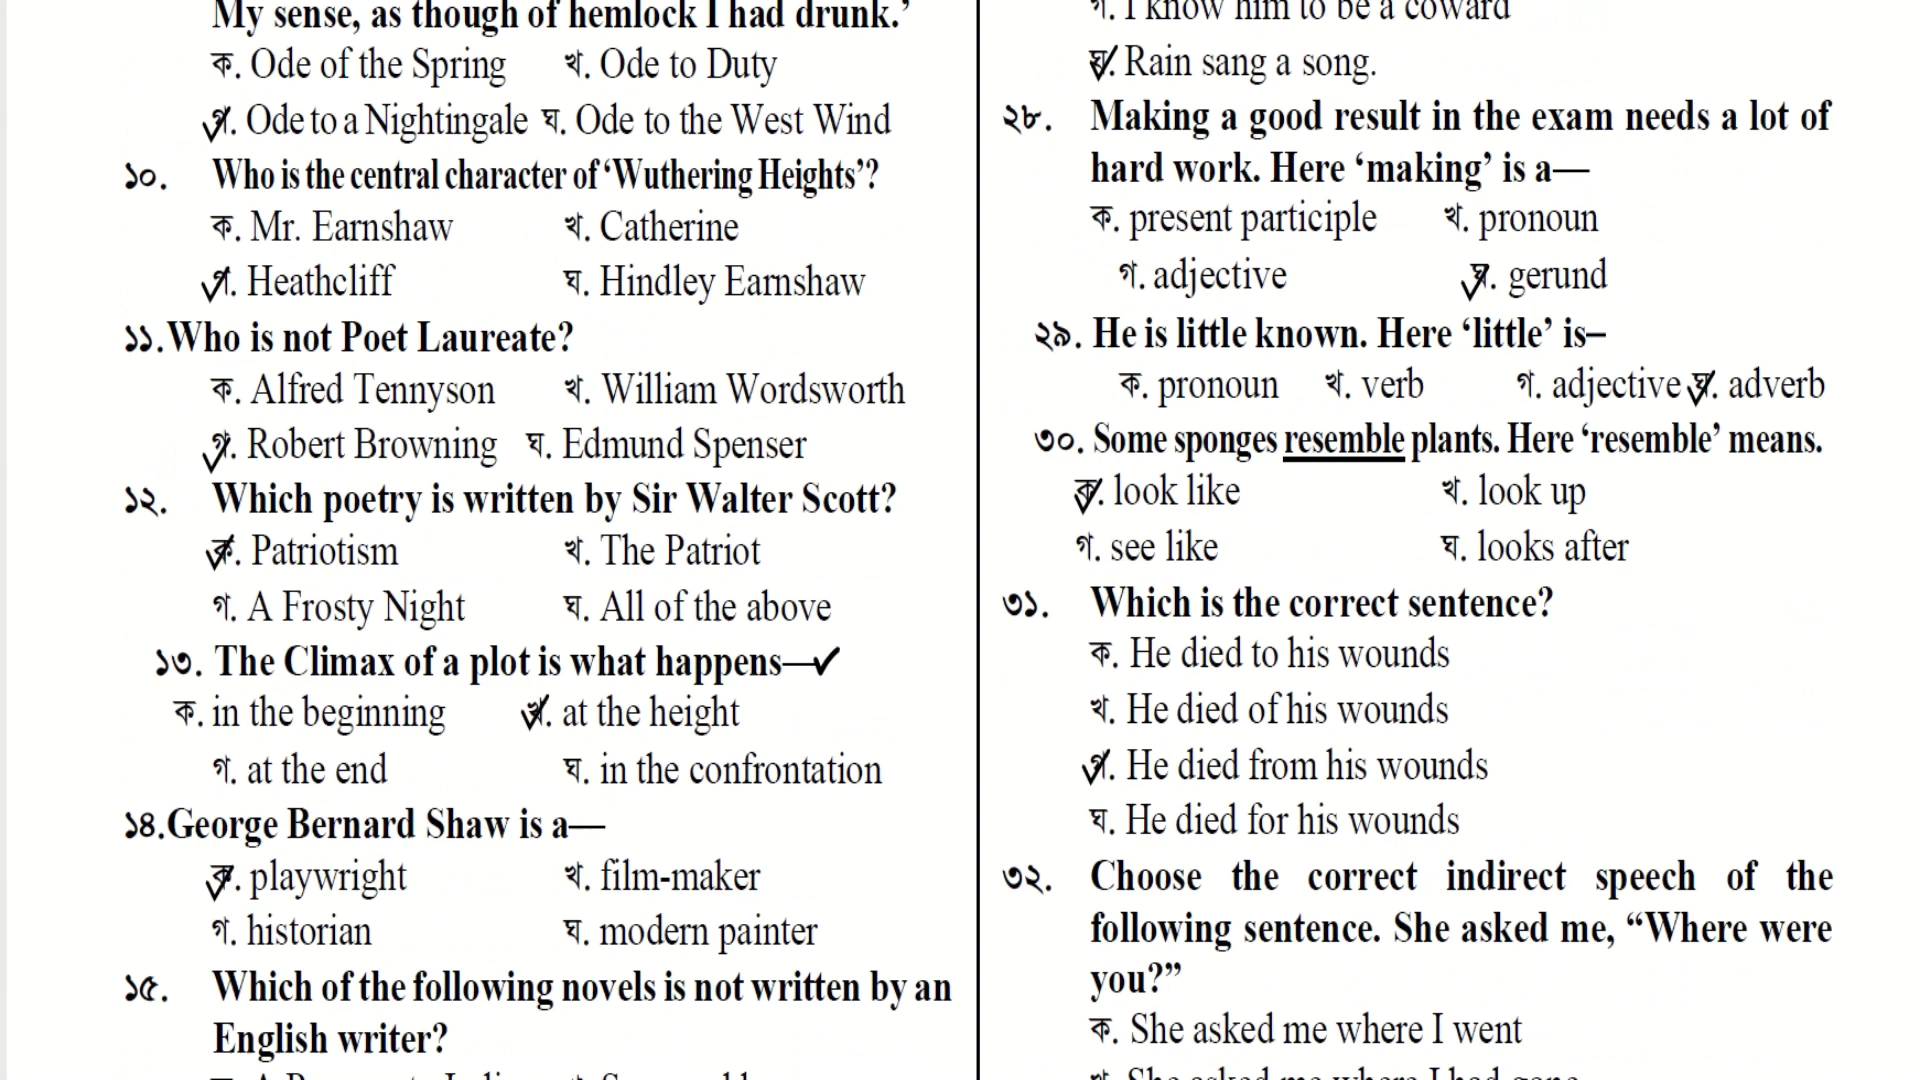 My sense, as though of hemlock I had drunk.’
ক. Ode of the Spring খ. Ode to Duty
গ. Ode to a Nightingale ঘ. Ode to the West Wind
১০. Who is the central character of ‘Wuthering Heights’?
ক. Mr. Earnshaw খ. Catherine
গ. Heathcliff ঘ. Hindley Earnshaw
১১.Who is not Poet Laureate?
ক. Alfred Tennyson খ. William Wordsworth
গ. Robert Browning ঘ. Edmund Spenser
১২. Which poetry is written by Sir Walter Scott?
ক. Patriotism খ. The Patriot
গ. A Frosty Night ঘ. All of the above
১৩. The Climax of a plot is what happens—✓
ক. in the beginning খ. at the height
গ. at the end ঘ. in the confrontation
১৪.George Bernard Shaw is a—
ক. playwright খ. film-maker
গ. historian ঘ. modern painter
১৫. Which of the following novels is not written by an
English writer?
গ. I know him to be a coward
ঘ. Rain sang a song.
২৮. Making a good result in the exam needs a lot of
hard work. Here ‘making’ is a—
ক. present participle খ. pronoun
গ. adjective ঘ. gerund
২৯. He is little known. Here ‘little’ is–
ক. pronoun খ. verb গ. adjective ঘ. adverb
৩০. Some sponges resemble plants. Here ‘resemble’ means.
ক. look like খ. look up
গ. see like ঘ. looks after
৩১. Which is the correct sentence?
ক. He died to his wounds
খ. He died of his wounds
গ. He died from his wounds
ঘ. He died for his wounds
৩২. Choose the correct indirect speech of the
following sentence. She asked me, “Where were
you?”
ক. She asked me where I went
খ. She asked me where I had gone